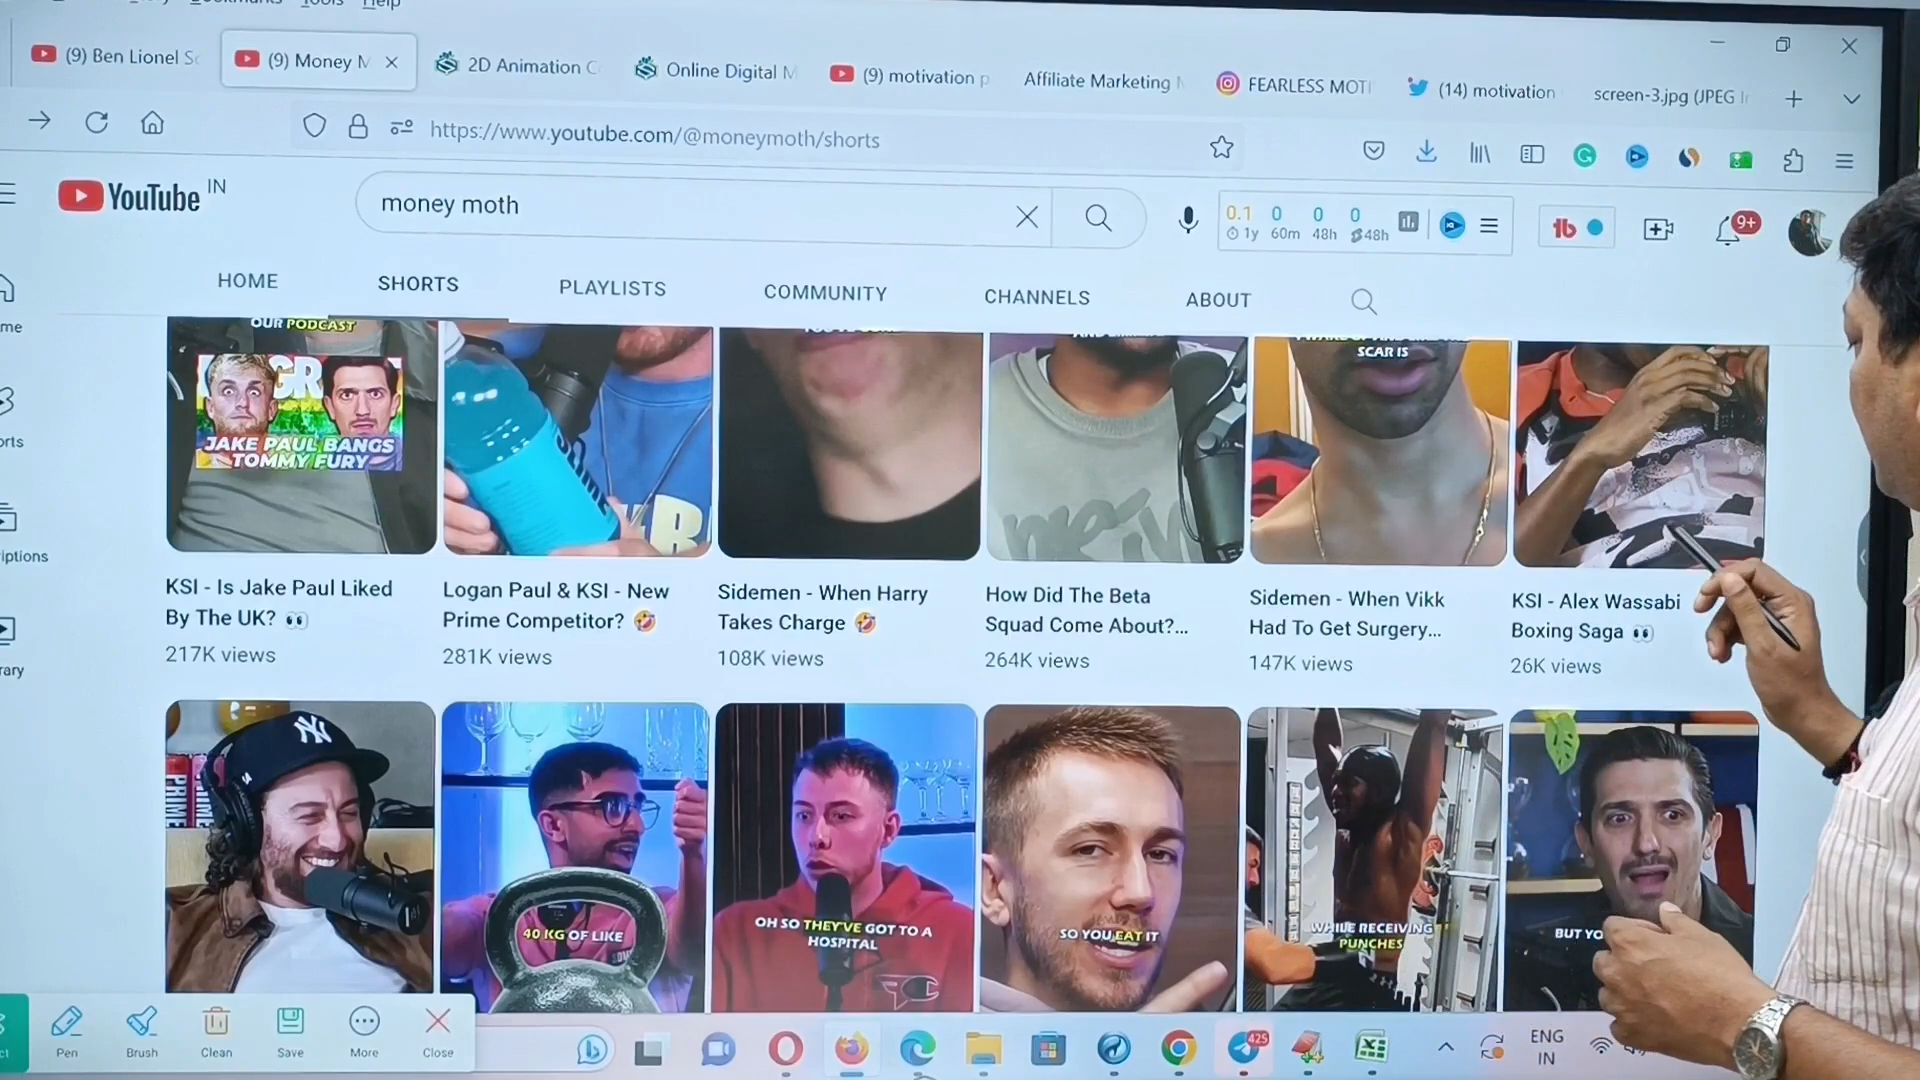 Tools Help
(9) Ben Lionel Sc
(9) Money M
2D Animation C
Online Digital M
(9) motivation p
Affiliate Marketing
FEARLESS MOTI
(14) motivation
screen-3.jpg (JPEG I
https://www.youtube.com/@moneymoth/shorts
YouTube IN
money moth
0.1 0 0 0
1y 60m 48h 48h
9+
HOME SHORTS PLAYLISTS COMMUNITY CHANNELS ABOUT
me
orts
iptions
rary
OUR PODCAST
JAKE PAUL BANGS
TOMMY FURY
SCAR IS
KSI - Is Jake Paul Liked
By The UK? 👀
217K views
Logan Paul & KSI - New
Prime Competitor? 🤣
281K views
Sidemen - When Harry
Takes Charge 🤣
108K views
How Did The Beta
Squad Come About?...
264K views
Sidemen - When Vikk
Had To Get Surgery...
147K views
KSI - Alex Wassabi
Boxing Saga 👀
26K views
PRIME
40 KG OF LIKE
OH SO THEY'VE GOT TO A
HOSPITAL
SO YOU EAT IT
WHILE RECEIVING
PUNCHES
BUT YO
Pen Brush Clean Save More Close
425
ENG
IN